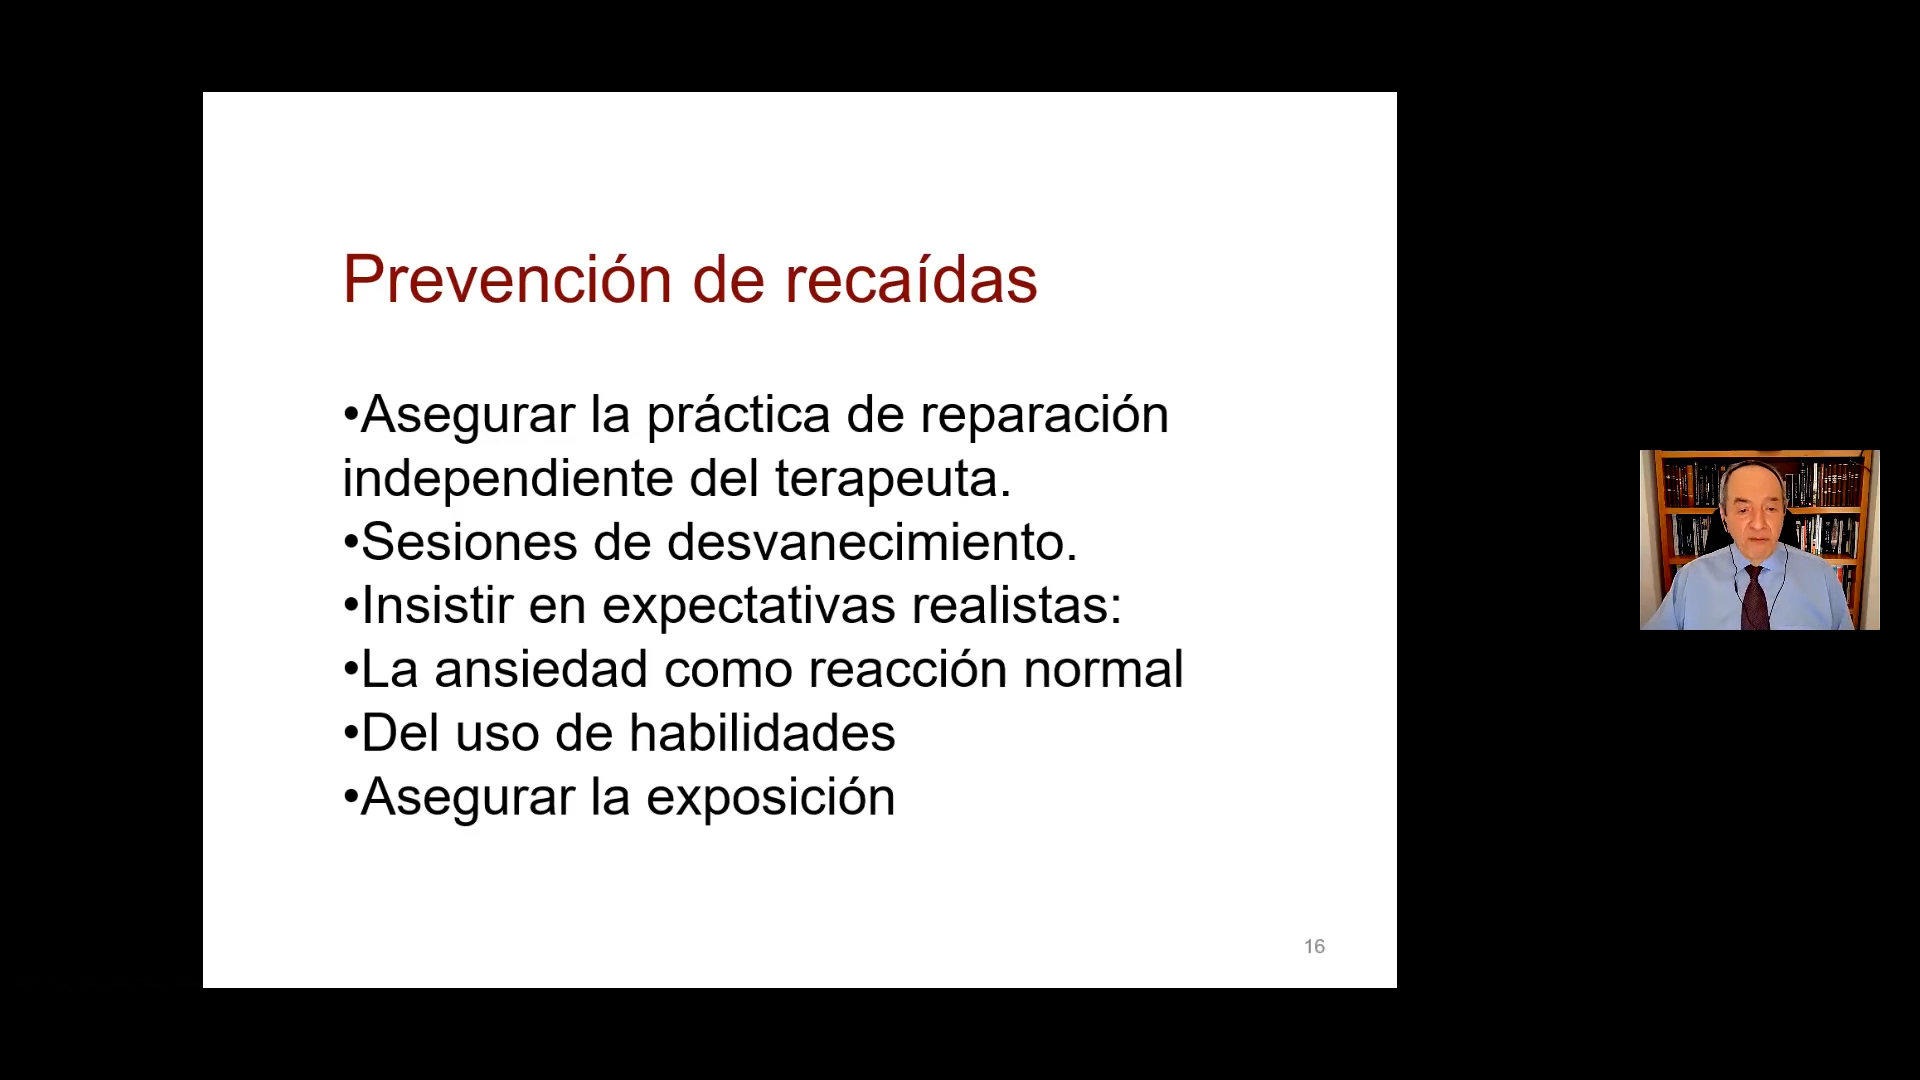 Prevención de recaídas
•Asegurar la práctica de reparación
independiente del terapeuta.
•Sesiones de desvanecimiento.
•Insistir en expectativas realistas:
•La ansiedad como reacción normal
•Del uso de habilidades
•Asegurar la exposición
16